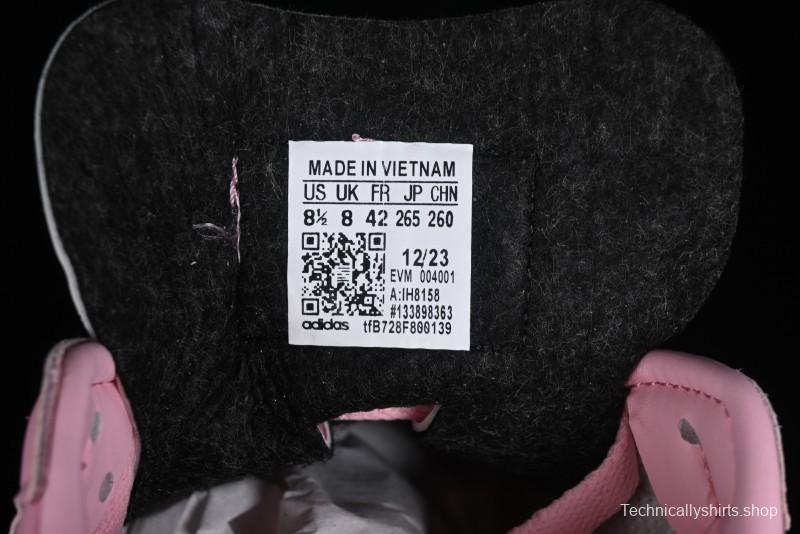 MADE IN VIETNAM
US UK FR JP CHN
8½ 8 42 265 260
12/23
EVM 004001
A:IH8158
#133898363
adidas tfB728F800139
Technicallyshirts.shop